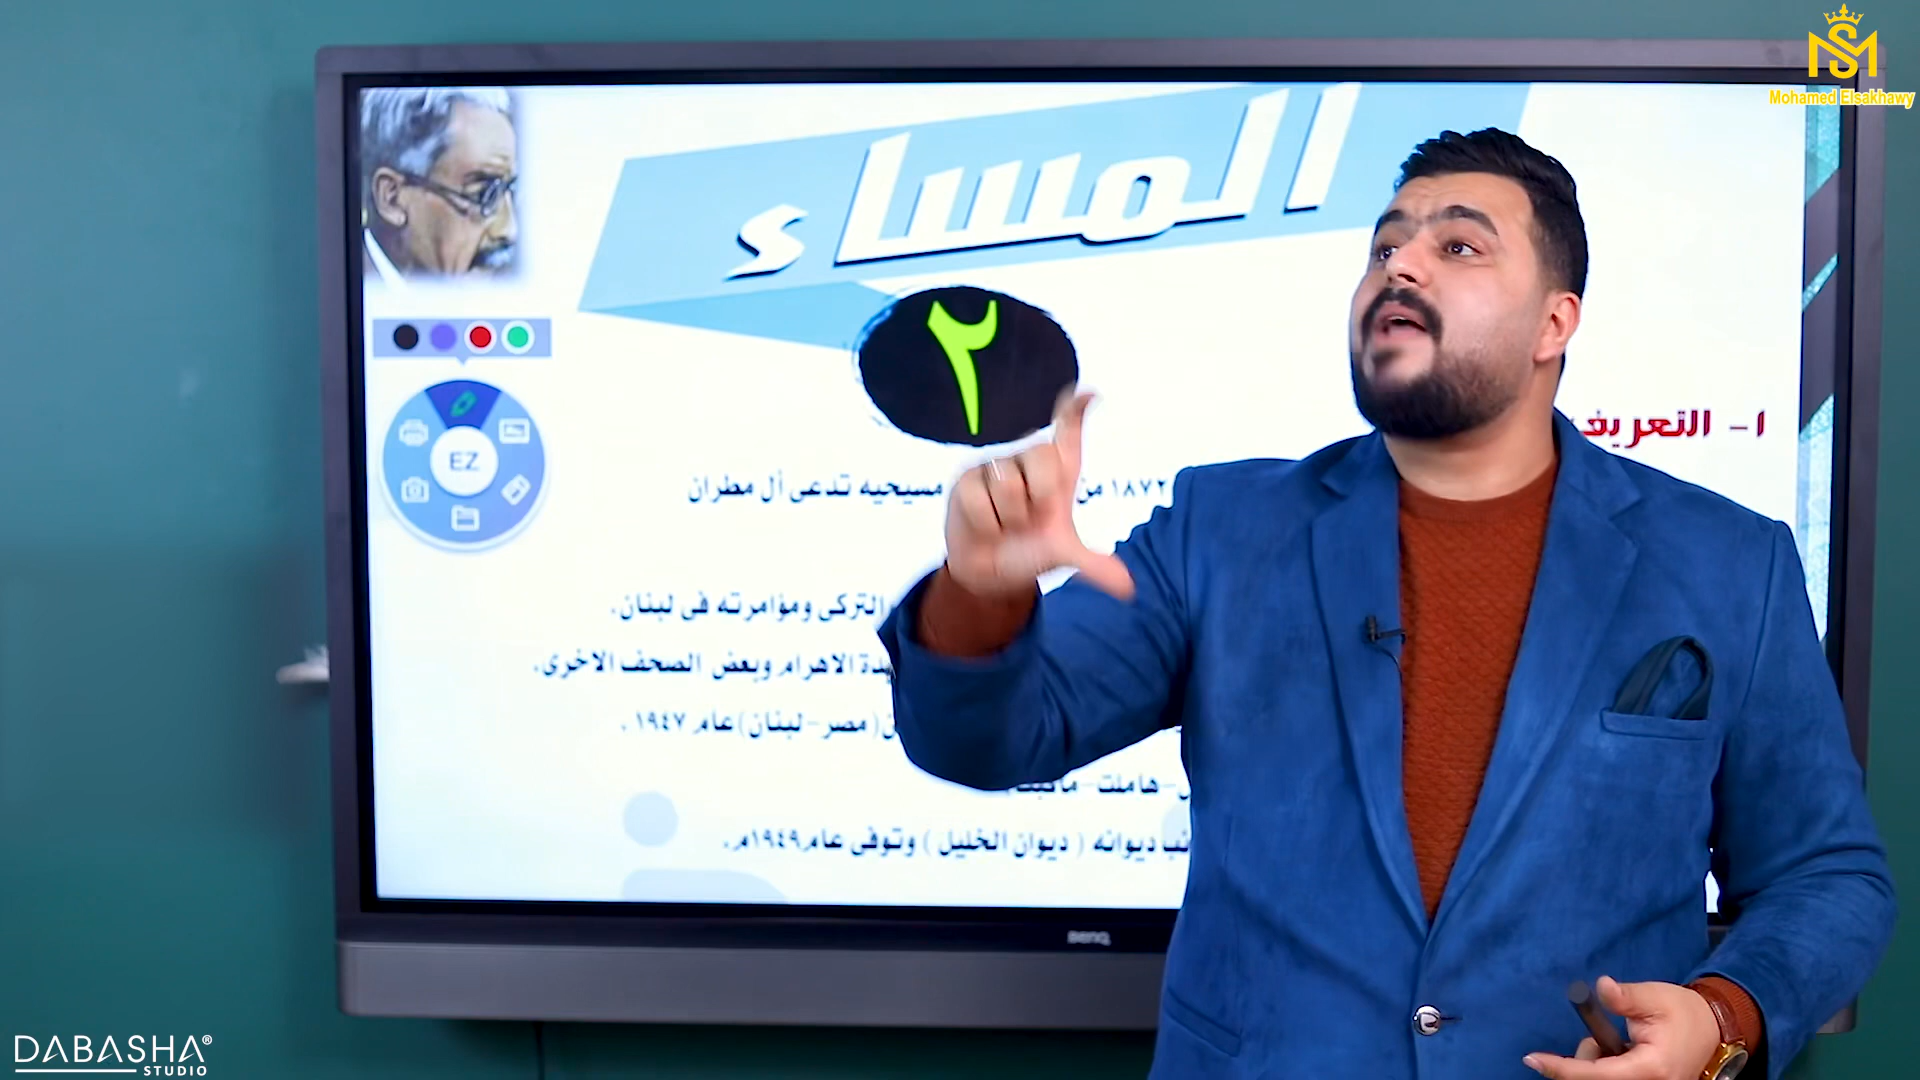 Mohamed Elsakhawy
المساء
٢
١- التعريف
١٨٧٢ من مسيحيه تدعى أل مطران
EZ
التركى ومؤامرته فى لبنان.
الاهرام وبعض الصحف الاخرى.
(مصر-لبنان) عام ١٩٤٧ .
-هاملت-
ديوانه ( ديوان الخليل ) وتوفى عام ١٩٤٩م.
BenQ
DABASHA®
STUDIO